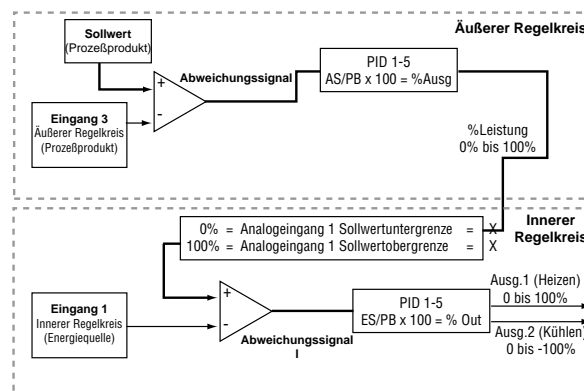 Äußerer Regelkreis
Sollwert
(Prozeßprodukt)
Abweichungssignal
PID 1-5
AS/PB x 100 = %Ausg
+
-
Eingang 3
Äußerer Regelkreis
(Prozeßprodukt)
%Leistung
0% bis 100%
Innerer
Regelkreis
0% = Analogeingang 1 Sollwertuntergrenze = X
100% = Analogeingang 1 Sollwertobergrenze = X
+
-
Eingang 1
Innerer Regelkreis
(Energiequelle)
Abweichungssignal
I
PID 1-5
ES/PB x 100 = % Out
Ausg.1 (Heizen)
0 bis 100%
Ausg.2 (Kühlen)
0 bis -100%